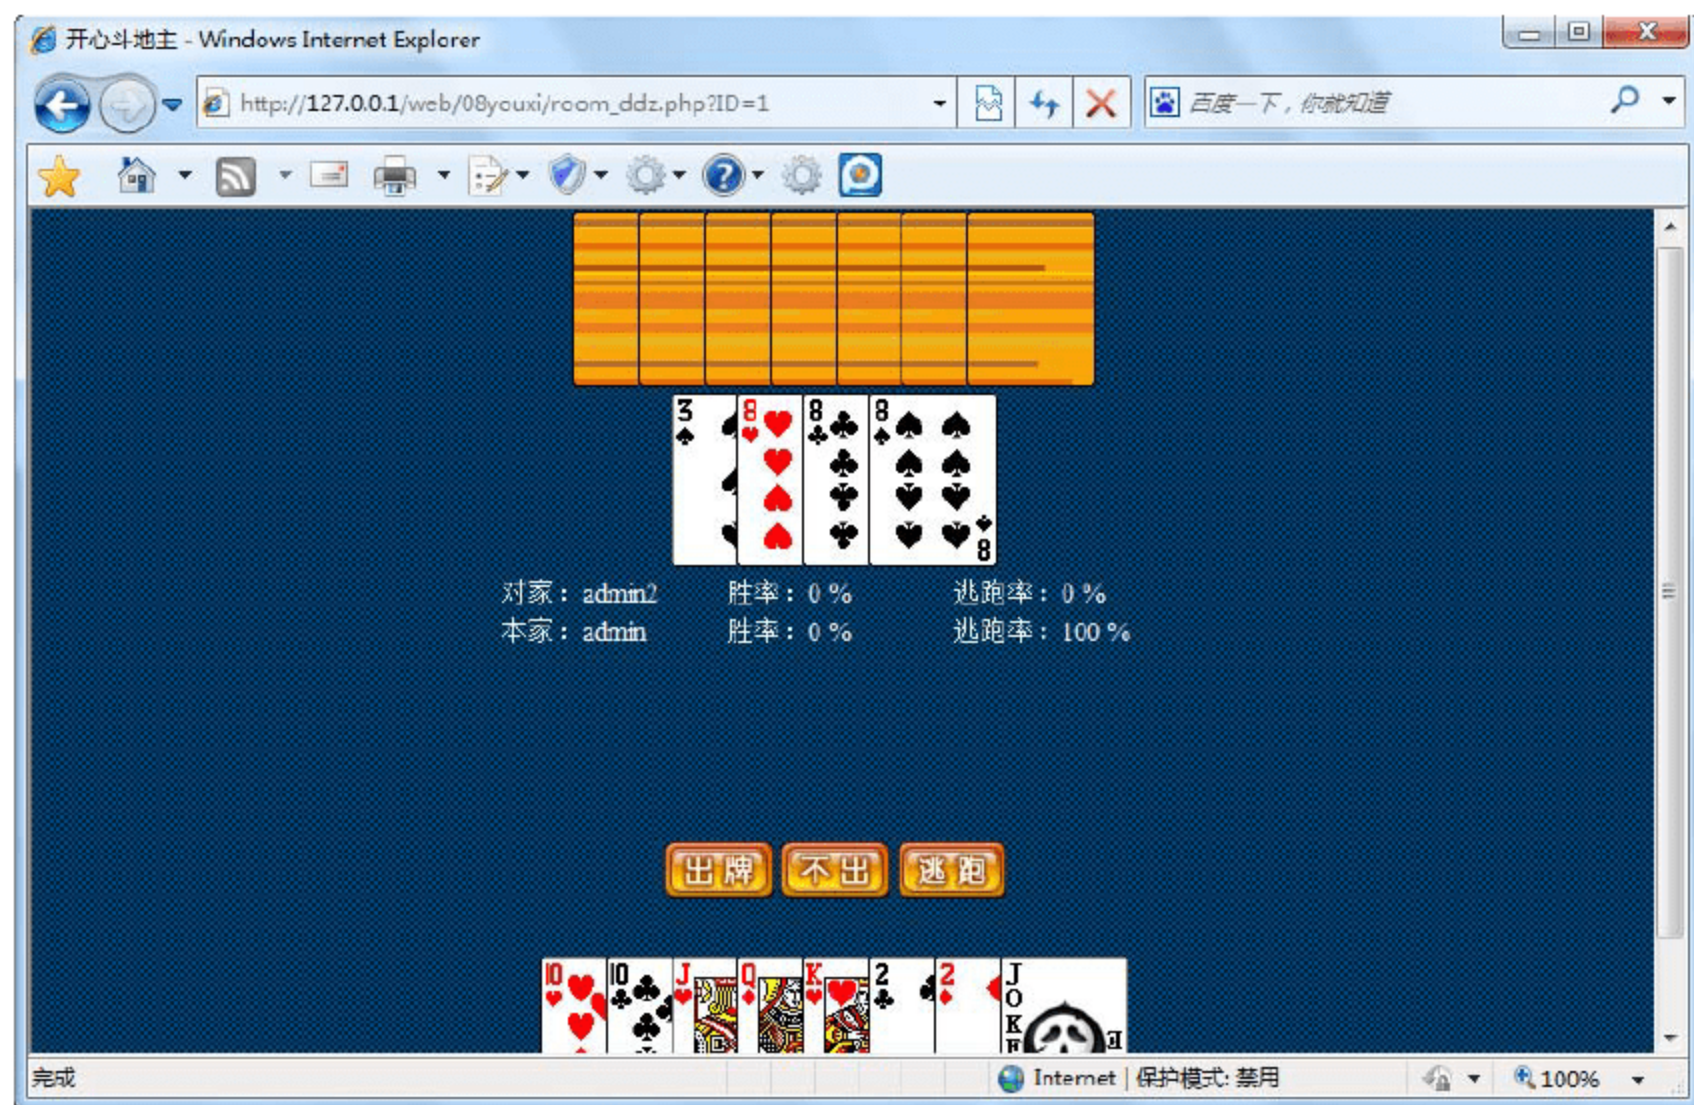 开心斗地主 - Windows Internet Explorer
http://127.0.0.1/web/08youxi/room_ddz.php?ID=1 百度一下，你就知道
3 8 8 8
8
对家：admin2 胜率：0 % 逃跑率：0 %
本家：admin 胜率：0 % 逃跑率：100 %
出牌 不出 逃跑
10 10 J Q K 2 2 JOKE
E
完成 Internet | 保护模式: 禁用 100%